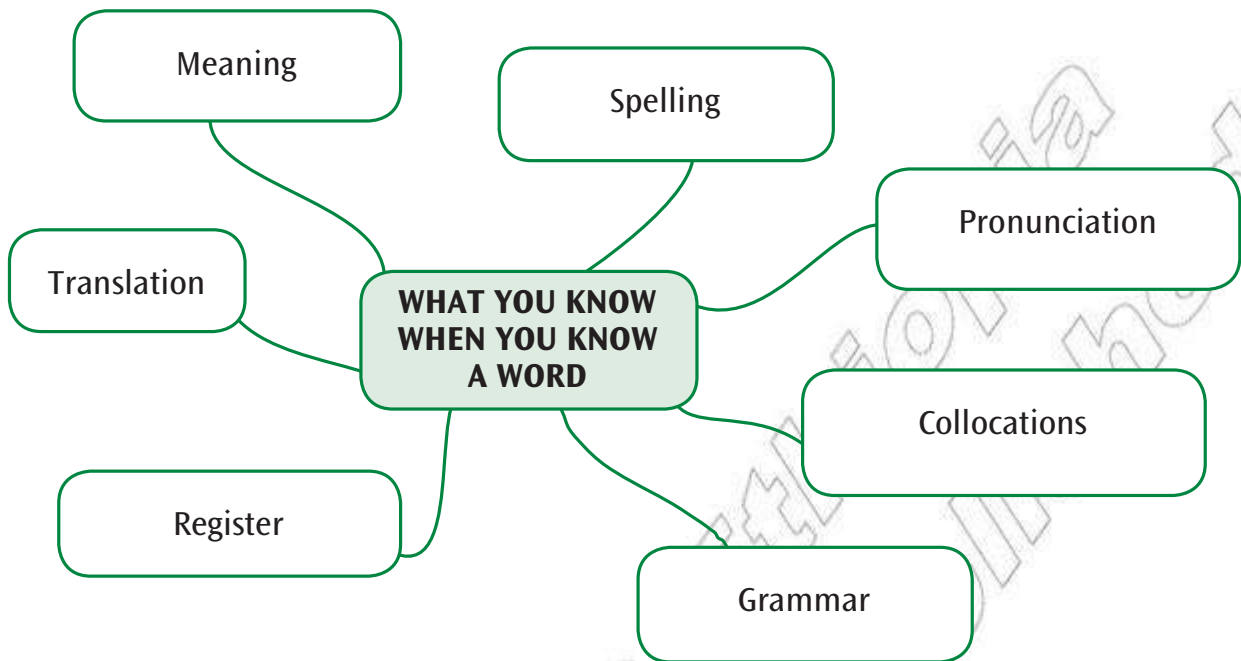 Meaning
Spelling
Pronunciation
Translation
WHAT YOU KNOW
WHEN YOU KNOW
A WORD
Collocations
Register
Grammar